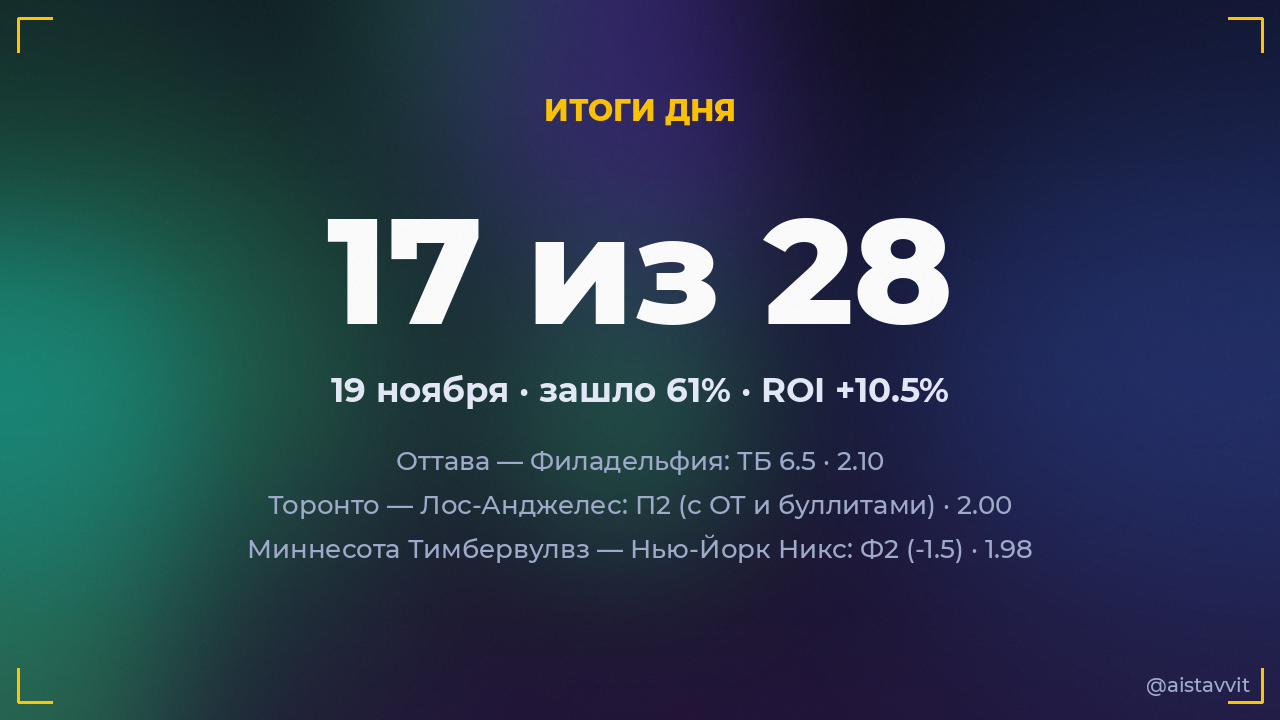 ИТОГИ ДНЯ
17 из 28
19 ноября · зашло 61% · ROI +10.5%
Оттава — Филадельфия: ТБ 6.5 · 2.10
Торонто — Лос-Анджелес: П2 (с ОТ и буллитами) · 2.00
Миннесота Тимбервулвз — Нью-Йорк Никс: Ф2 (-1.5) · 1.98
@aistavvit